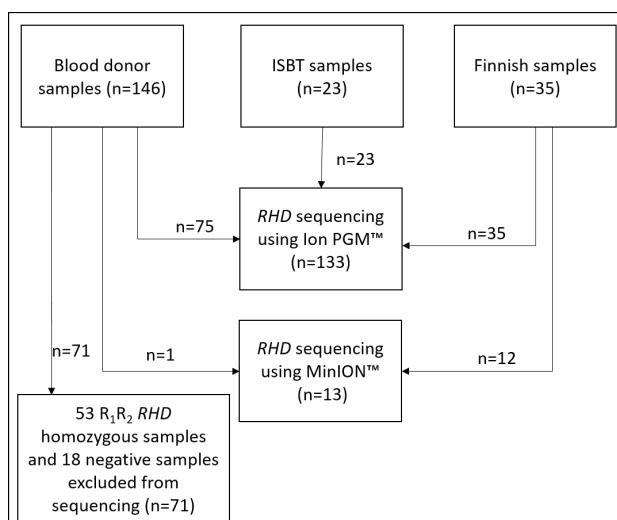 Blood donor
samples (n=146)
ISBT samples
(n=23)
Finnish samples
(n=35)
n=23
n=75
RHD sequencing
using Ion PGM™
(n=133)
n=35
n=71
n=1
RHD sequencing
using MinION™
(n=13)
n=12
53 R₁R₂ RHD
homozygous samples
and 18 negative samples
excluded from
sequencing (n=71)